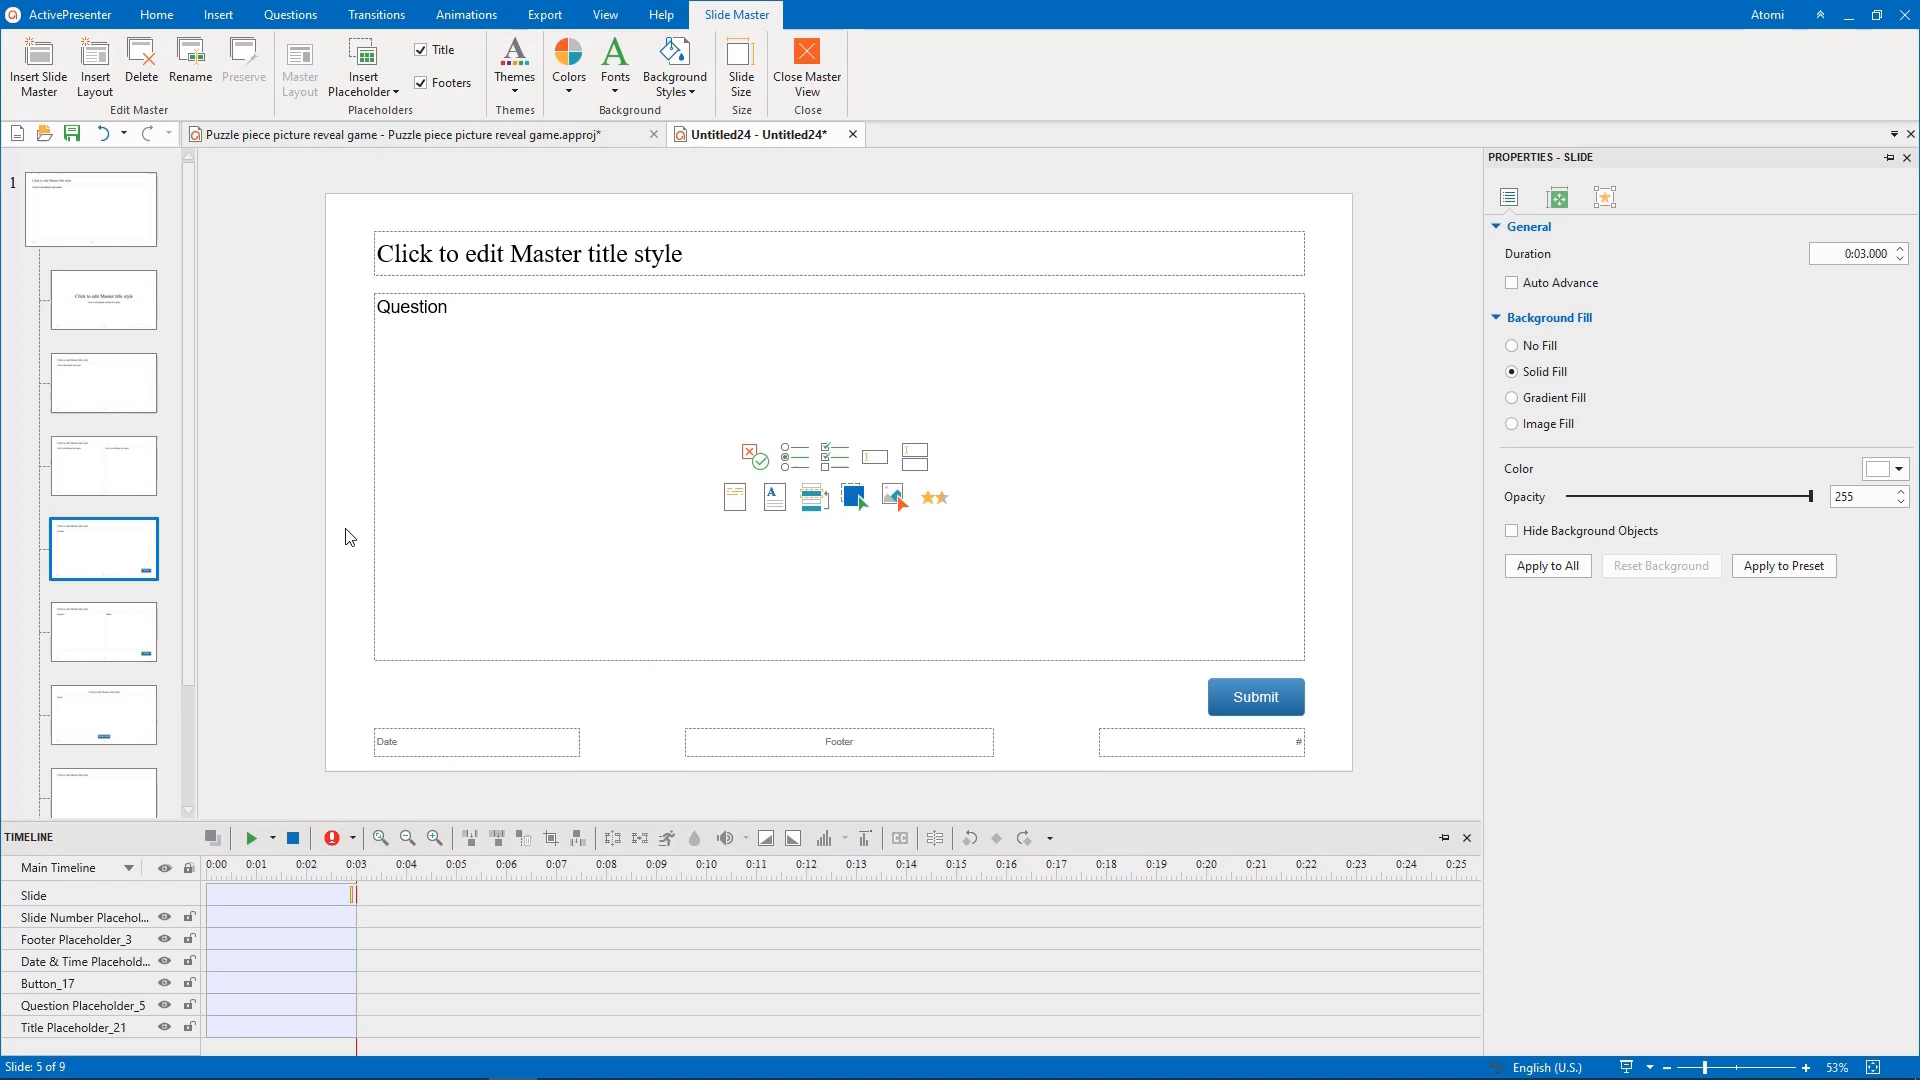 ActivePresenter
Home
Insert
Questions
Transitions
Animations
Export
View
Help
Slide Master
Atomi
Insert Slide Master
Insert Layout
Delete
Rename
Preserve
Master Layout
Insert Placeholder
Title
Footers
Themes
Colors
Fonts
Background Styles
Slide Size
Close Master View
Edit Master
Placeholders
Themes
Background
Size
Close
Puzzle piece picture reveal game - Puzzle piece picture reveal game.approj*
Untitled24 - Untitled24*
1
Click to edit Master title style
Question
Submit
Date
Footer
#
PROPERTIES - SLIDE
General
Duration
0:03.000
Auto Advance
Background Fill
No Fill
Solid Fill
Gradient Fill
Image Fill
Color
Opacity
255
Hide Background Objects
Apply to All
Reset Background
Apply to Preset
TIMELINE
Main Timeline
0:00 0:01 0:02 0:03 0:04 0:05 0:06 0:07 0:08 0:09 0:10 0:11 0:12 0:13 0:14 0:15 0:16 0:17 0:18 0:19 0:20 0:21 0:22 0:23 0:24 0:25
Slide
Slide Number Placehol...
Footer Placeholder_3
Date & Time Placehold...
Button_17
Question Placeholder_5
Title Placeholder_21
Slide: 5 of 9
English (U.S.)
53%